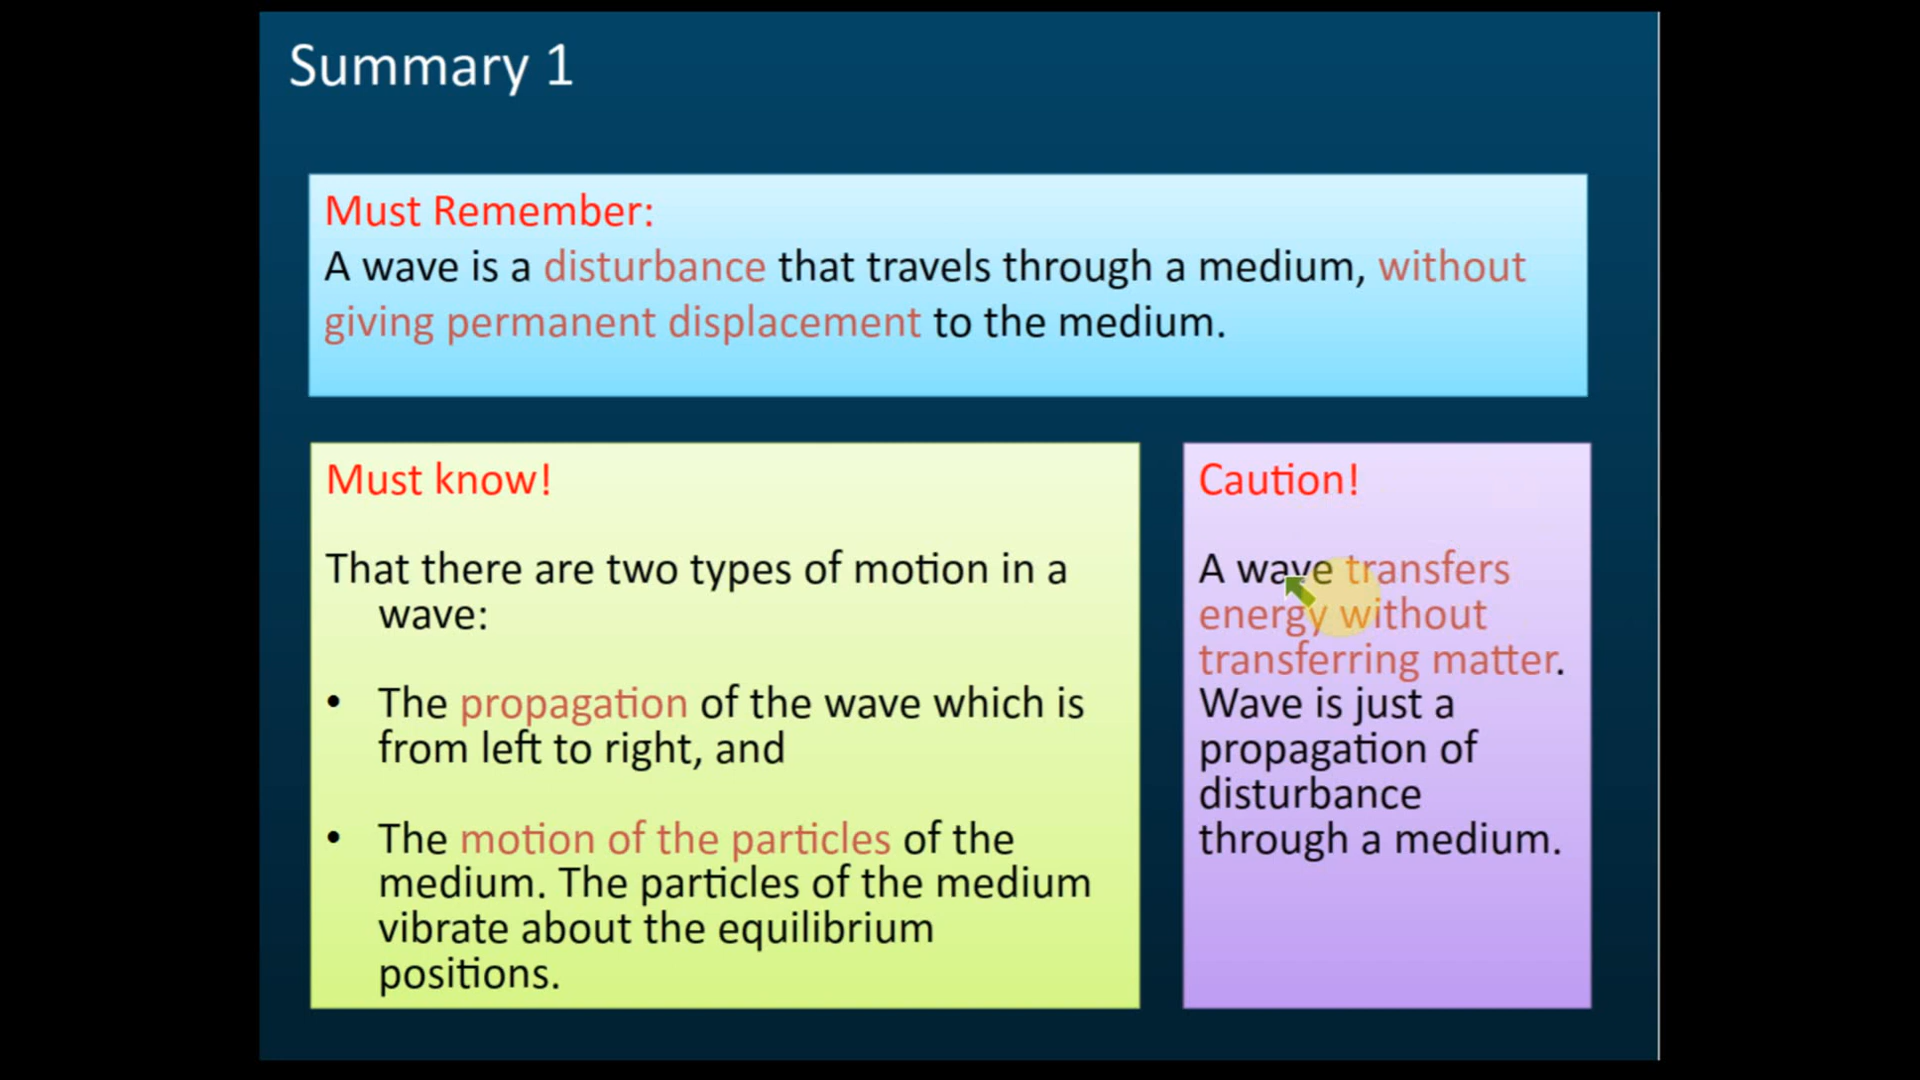 Summary 1
Must Remember:
A wave is a disturbance that travels through a medium, without
giving permanent displacement to the medium.
Must know!
That there are two types of motion in a
wave:
• The propagation of the wave which is
from left to right, and
• The motion of the particles of the
medium. The particles of the medium
vibrate about the equilibrium
positions.
Caution!
A wave transfers
energy without
transferring matter.
Wave is just a
propagation of
disturbance
through a medium.